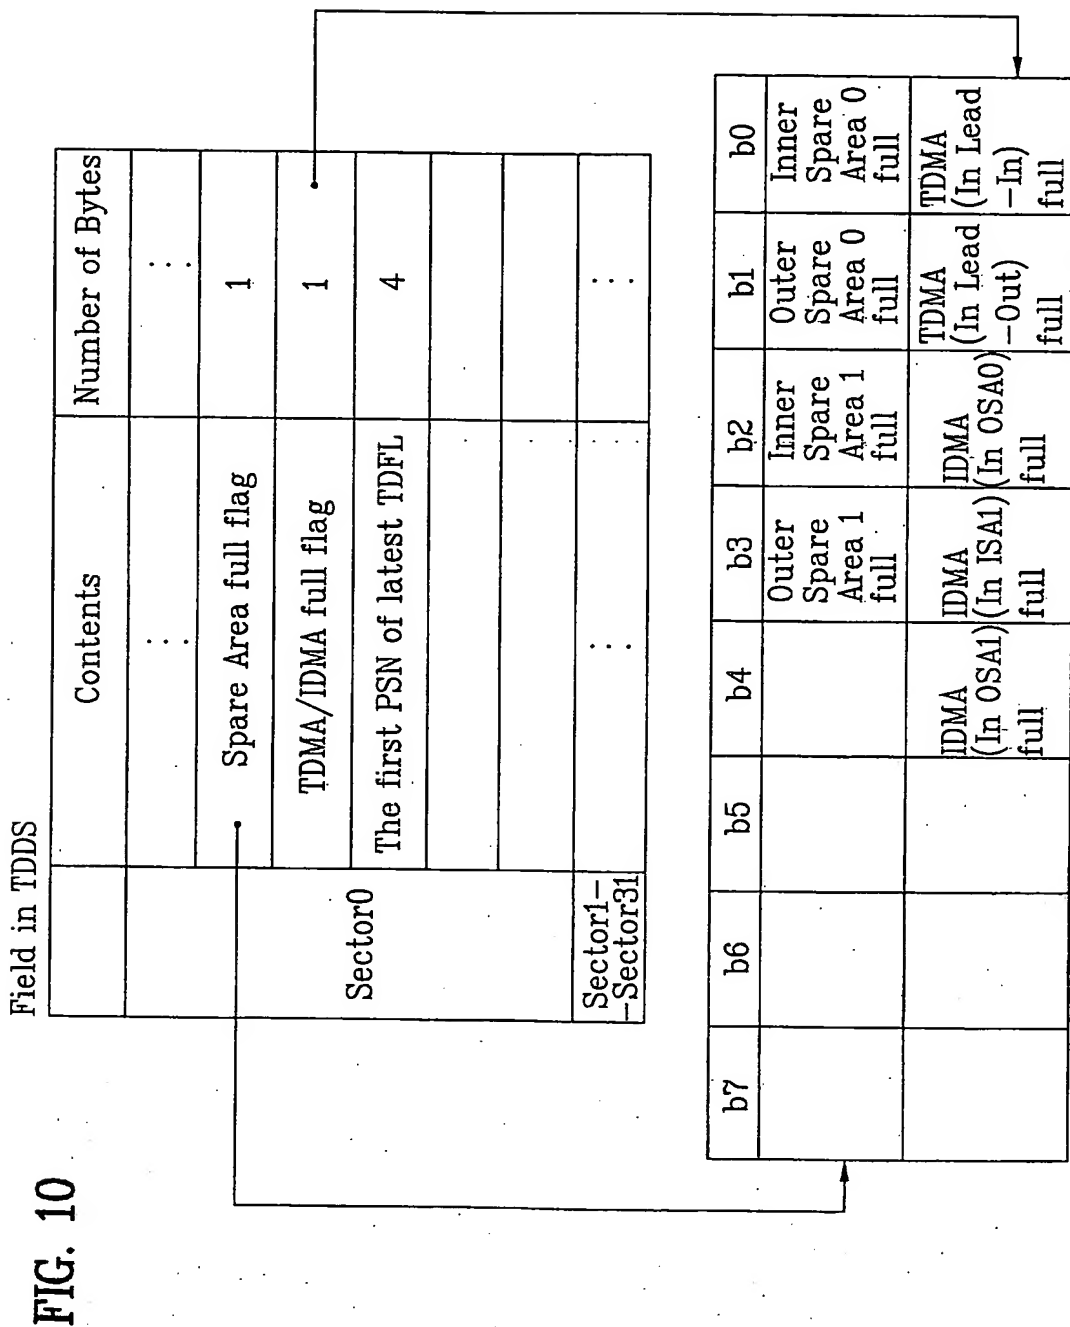 FIG. 10
Field in TDDS
Contents
Number of Bytes
⋮
⋮
Sector0
Spare Area full flag
1
TDMA/IDMA full flag
1
The first PSN of latest TDFL
4
Sector1-
-Sector31
⋮
⋮
b7
b6
b5
b4
b3
b2
b1
b0
Outer
Spare
Area 1
full
Inner
Spare
Area 1
full
Outer
Spare
Area 0
full
Inner
Spare
Area 0
full
IDMA
(In OSA1)
full
IDMA
(In ISA1)
full
IDMA
(In OSA0)
full
TDMA
(In Lead
-Out)
full
TDMA
(In Lead
-In)
full